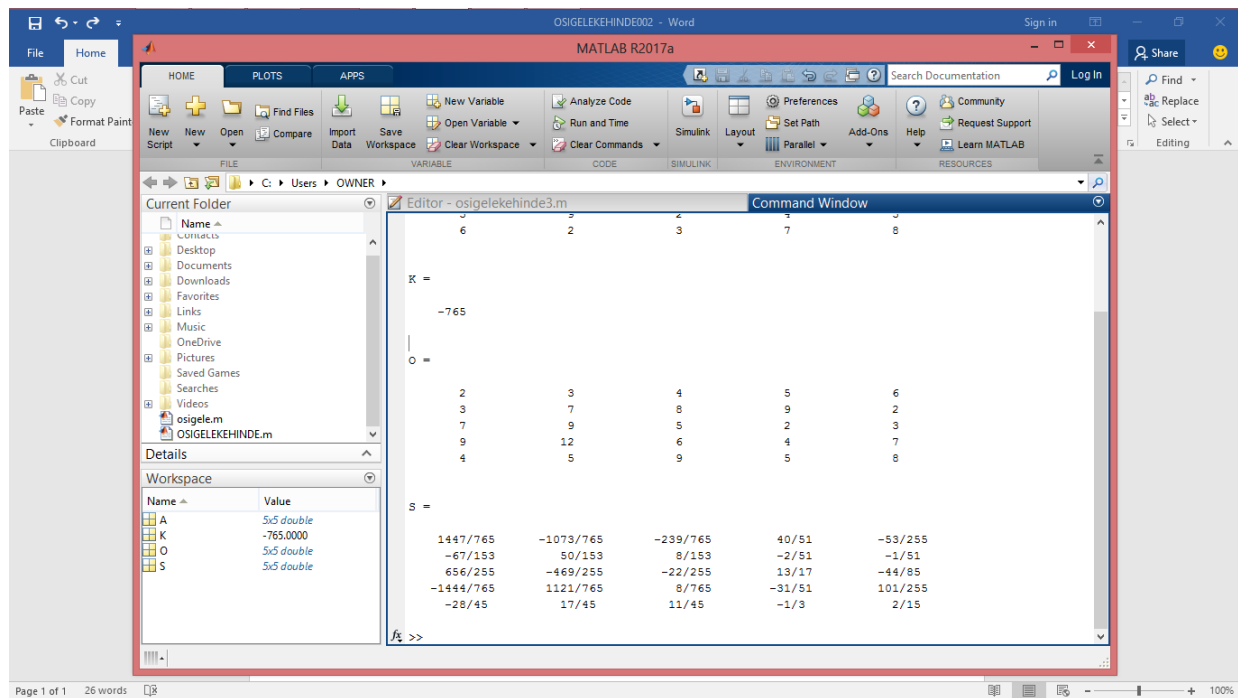 OSIGELEKEHINDE002 - Word
Sign in
File Home
Share
MATLAB R2017a
HOME PLOTS APPS
Search Documentation
Log In
Cut
Copy
Format Paint
Paste
Clipboard
New Script
New
Open
Find Files
Compare
Import Data
Save Workspace
New Variable
Open Variable
Clear Workspace
Analyze Code
Run and Time
Clear Commands
Simulink
Layout
Preferences
Set Path
Parallel
Add-Ons
Help
Community
Request Support
Learn MATLAB
FILE VARIABLE CODE SIMULINK ENVIRONMENT RESOURCES
Find
Replace
Select
Editing
C: Users OWNER
Current Folder
Name
Contacts
Desktop
Documents
Downloads
Favorites
Links
Music
OneDrive
Pictures
Saved Games
Searches
Videos
osigele.m
OSIGELEKEHINDE.m
Details
Workspace
Name Value
A 5x5 double
K -765.0000
O 5x5 double
S 5x5 double
Editor - osigelekehinde3.m
Command Window
6 2 3 7 8
K =
-765
O =
2 3 4 5 6
3 7 8 9 2
7 9 5 2 3
9 12 6 4 7
4 5 9 5 8
S =
1447/765 -1073/765 -239/765 40/51 -53/255
-67/153 50/153 8/153 -2/51 -1/51
656/255 -469/255 -22/255 13/17 -44/85
-1444/765 1121/765 8/765 -31/51 101/255
-28/45 17/45 11/45 -1/3 2/15
fx >>
Page 1 of 1 26 words
100%